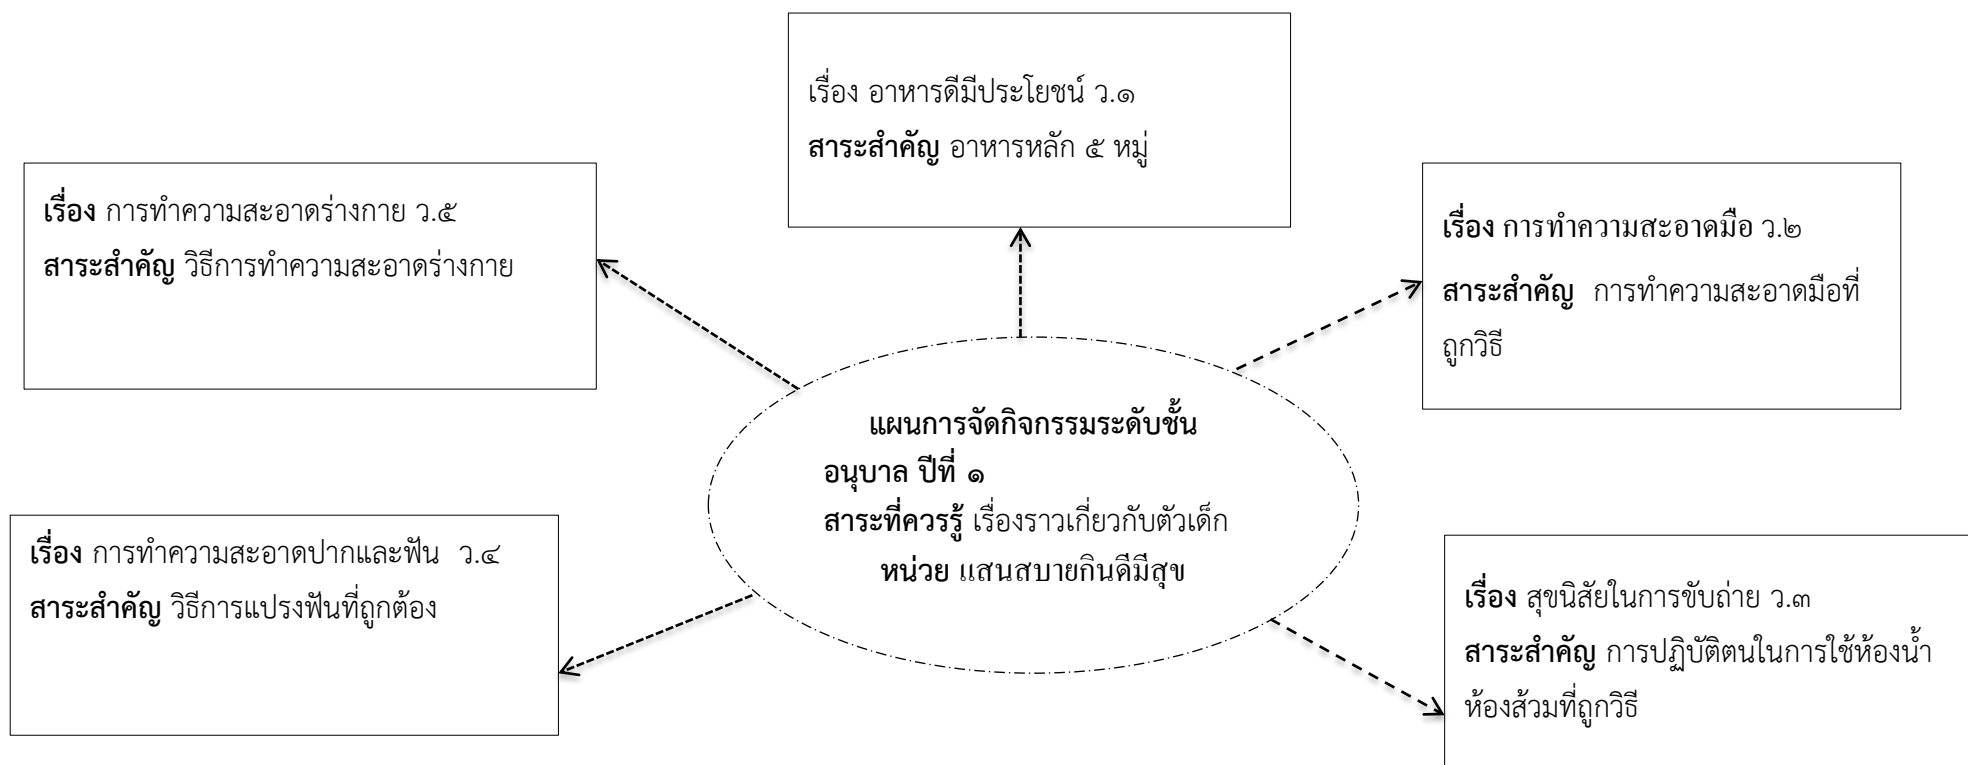 เรื่อง อาหารดีมีประโยชน์ ว.๑
สาระสำคัญ อาหารหลัก ๕ หมู่
เรื่อง การทำความสะอาดร่างกาย ว.๕
สาระสำคัญ วิธีการทำความสะอาดร่างกาย
เรื่อง การทำความสะอาดมือ ว.๒
สาระสำคัญ การทำความสะอาดมือที่
ถูกวิธี
แผนการจัดกิจกรรมระดับชั้น
อนุบาล ปีที่ ๑
สาระที่ควรรู้ เรื่องราวเกี่ยวกับตัวเด็ก
หน่วย แสนสบายกินดีมีสุข
เรื่อง การทำความสะอาดปากและฟัน ว.๔
สาระสำคัญ วิธีการแปรงฟันที่ถูกต้อง
เรื่อง สุขนิสัยในการขับถ่าย ว.๓
สาระสำคัญ การปฏิบัติตนในการใช้ห้องน้ำ
ห้องส้วมที่ถูกวิธี